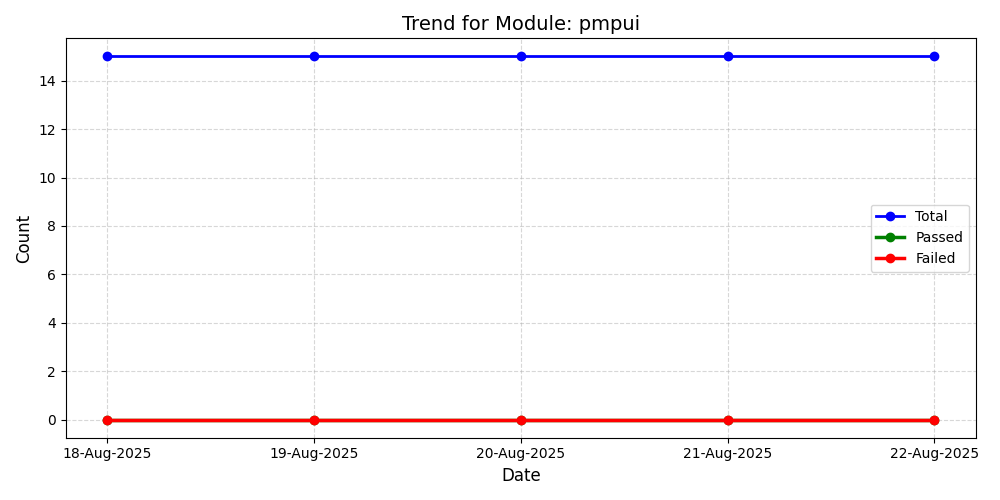 Trend for Module: pmpui
Count
14
12
10
8
6
4
2
0
Total
Passed
Failed
18-Aug-2025 19-Aug-2025 20-Aug-2025 21-Aug-2025 22-Aug-2025
Date